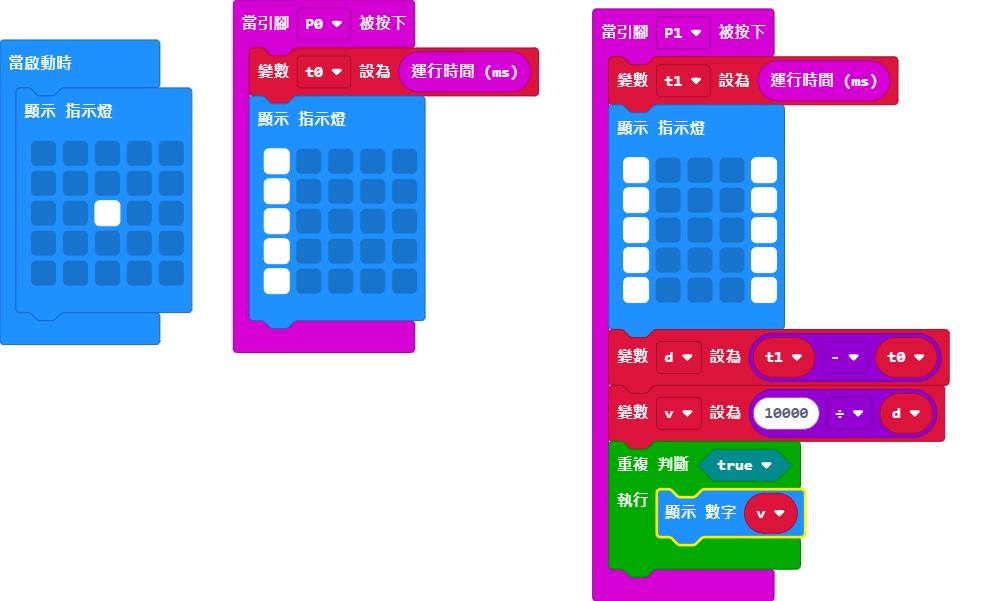 當啟動時
顯示 指示燈
當引腳 P0 被按下
變數 t0 設為 運行時間 (ms)
顯示 指示燈
當引腳 P1 被按下
變數 t1 設為 運行時間 (ms)
顯示 指示燈
變數 d 設為 t1 - t0
變數 v 設為 10000 ÷ d
重複 判斷 true
執行 顯示 數字 v